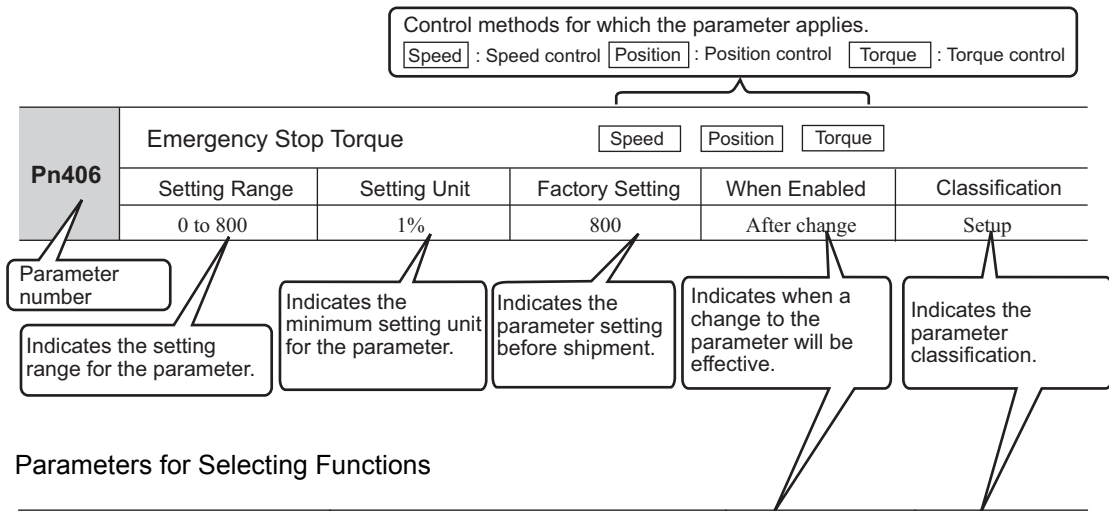 Control methods for which the parameter applies.
Speed : Speed control Position : Position control Torque : Torque control
Emergency Stop Torque Speed Position Torque
Pn406
Setting Range Setting Unit Factory Setting When Enabled Classification
0 to 800 1% 800 After change Setup
Parameter
number
Indicates the setting
range for the parameter.
Indicates the
minimum setting unit
for the parameter.
Indicates the
parameter setting
before shipment.
Indicates when a
change to the
parameter will be
effective.
Indicates the
parameter
classification.
Parameters for Selecting Functions